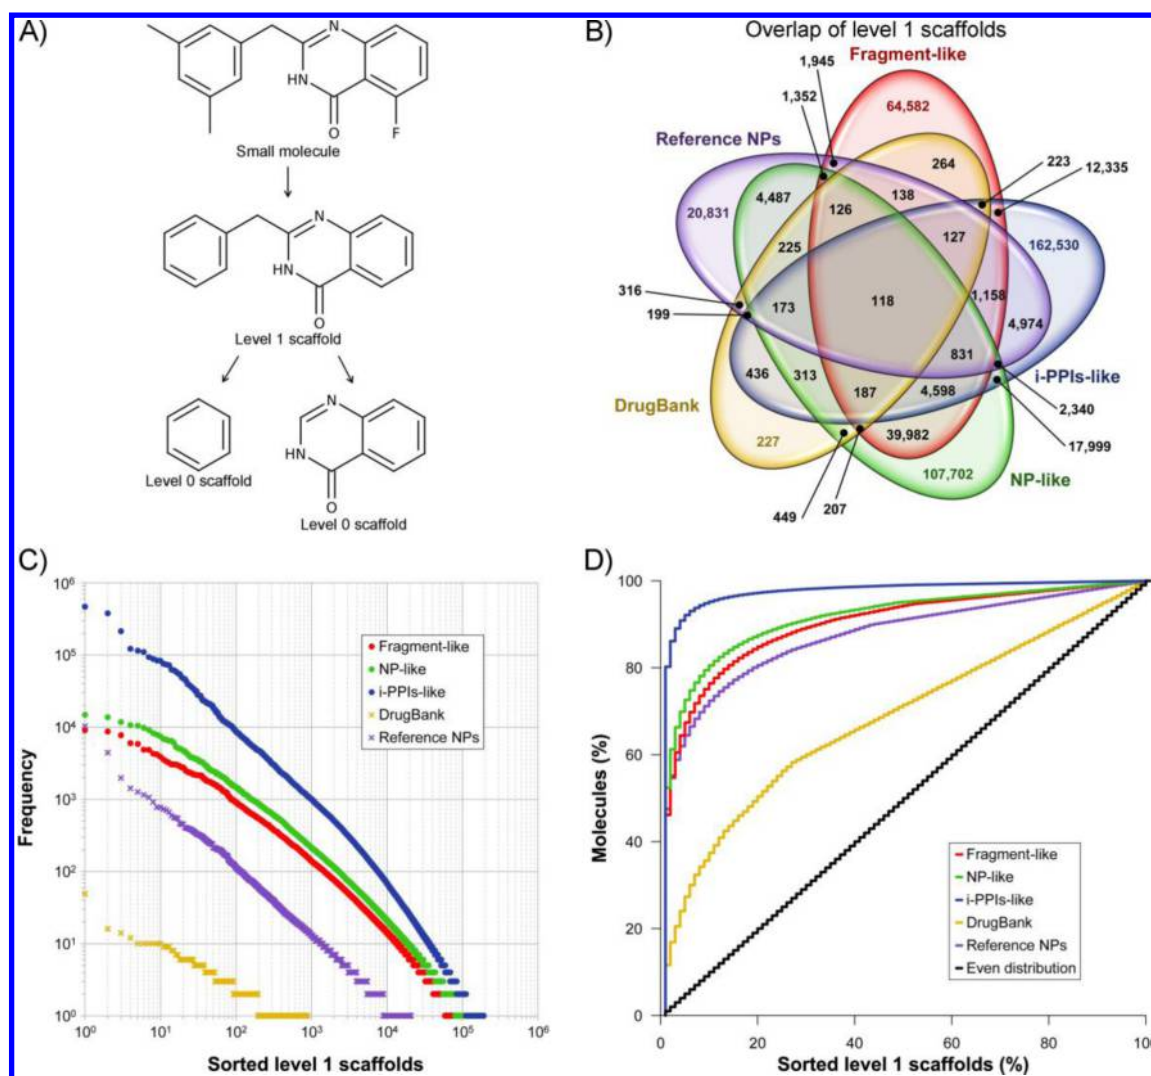 A)
N
HN
O
F
Small molecule
N
HN
O
Level 1 scaffold
N
HN
O
Level 0 scaffold
Level 0 scaffold
B)
Overlap of level 1 scaffolds
Fragment-like
1,945
1,352
64,582
Reference NPs
264
223
12,335
4,487
138
20,831
126
127
162,530
225
316
173
118
1,158
199
4,974
831
436
313
i-PPIs-like
187
4,598
DrugBank
2,340
227
39,982
17,999
107,702
NP-like
449
207
C)
10⁶
10⁵
10⁴
10³
10²
10¹
10⁰
Frequency
Fragment-like
NP-like
i-PPIs-like
DrugBank
Reference NPs
10⁰ 10¹ 10² 10³ 10⁴ 10⁵ 10⁶
Sorted level 1 scaffolds
D)
100
80
60
40
20
0
Molecules (%)
Fragment-like
NP-like
i-PPIs-like
DrugBank
Reference NPs
Even distribution
0 20 40 60 80 100
Sorted level 1 scaffolds (%)